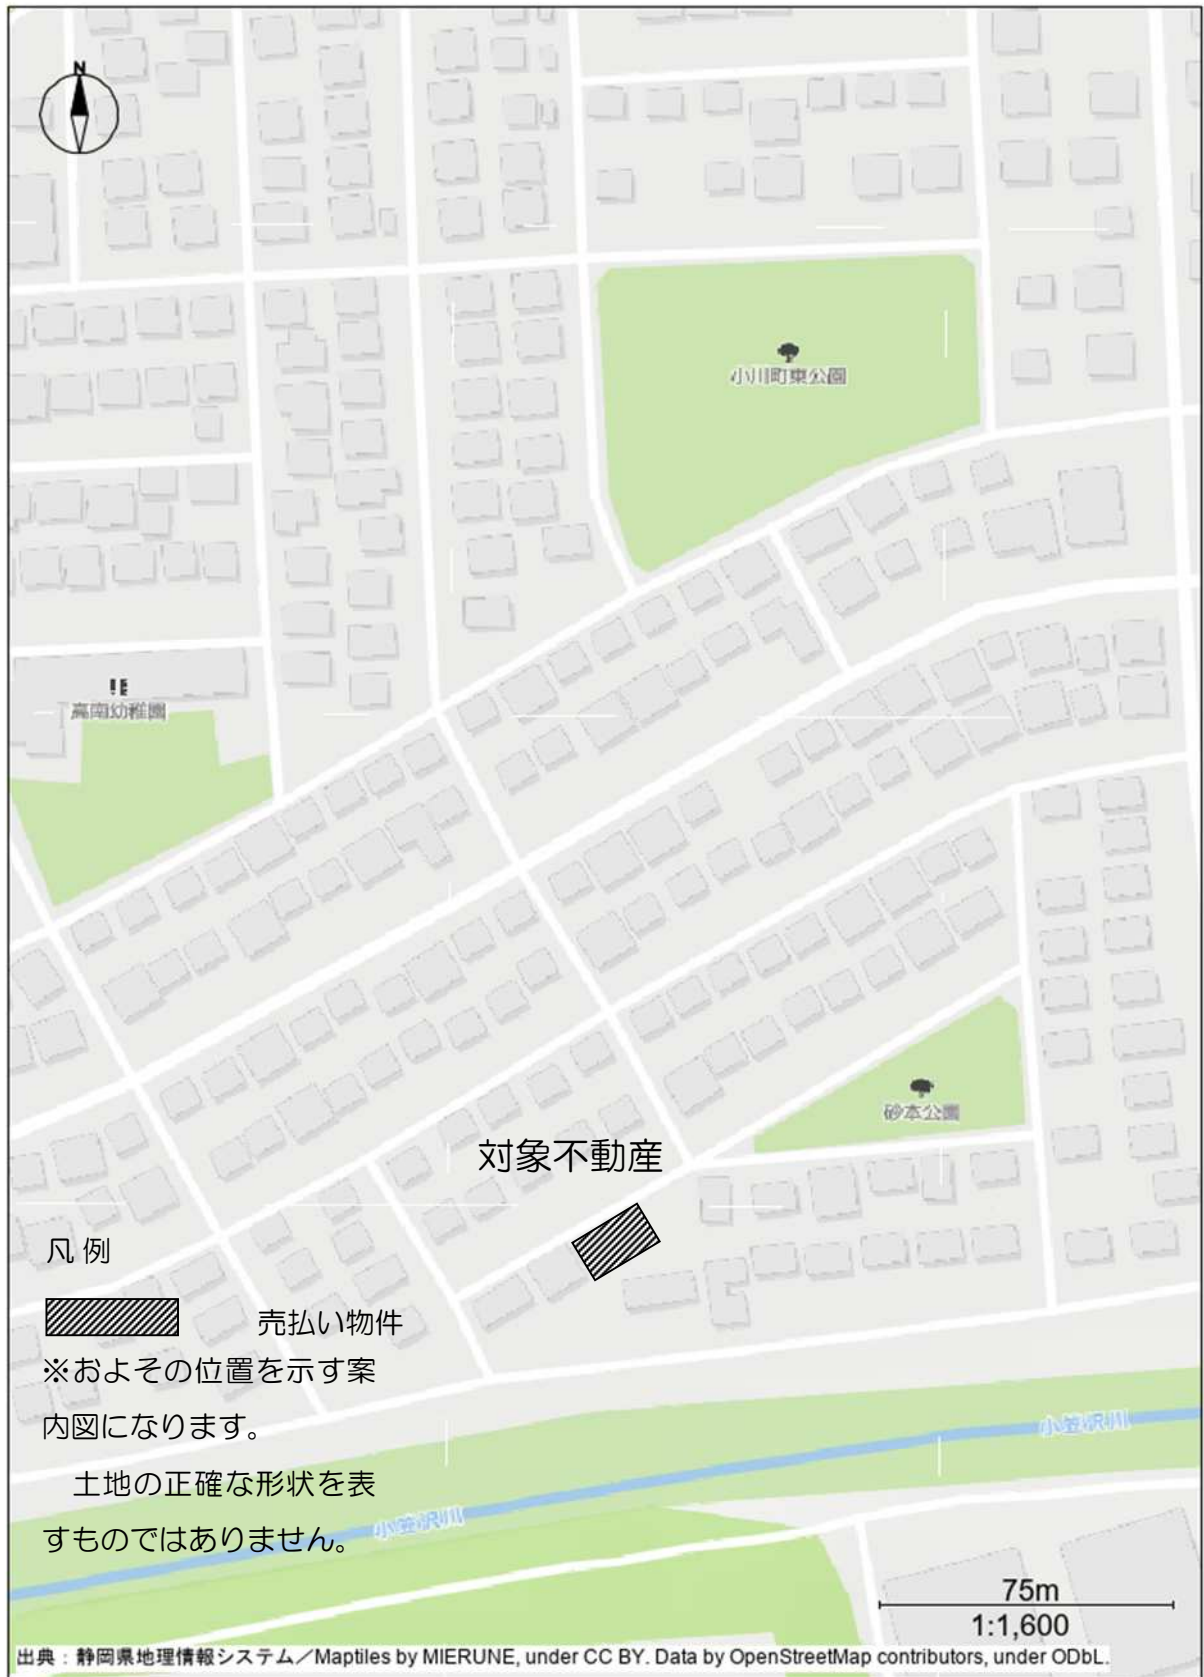 N
小川町東公園
高南幼稚園
砂本公園
対象不動産
凡例
売払い物件
※およその位置を示す案
内図になります。
土地の正確な形状を表
すものではありません。
小笠沢川
小笠沢川
75m
1:1,600
出典：静岡県地理情報システム／Maptiles by MIERUNE, under CC BY. Data by OpenStreetMap contributors, under ODbL.